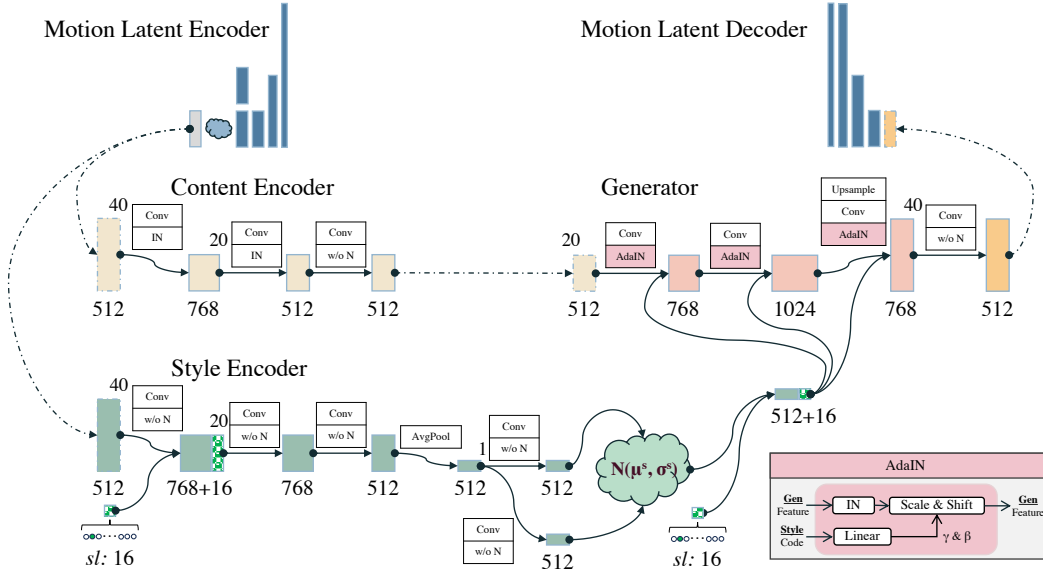 Motion Latent Encoder
Motion Latent Decoder
Content Encoder
40
Conv
IN
20
Conv
IN
Conv
w/o N
512
768
512
512
Generator
20
Conv
AdaIN
Conv
AdaIN
Upsample
Conv
AdaIN
40
Conv
w/o N
512
768
1024
768
512
Style Encoder
40
Conv
w/o N
20
Conv
w/o N
Conv
w/o N
AvgPool
1
Conv
w/o N
512
768+16
768
512
512
512
Conv
w/o N
512
sl: 16
N(μˢ, σˢ)
sl: 16
512+16
AdaIN
Gen
Feature
IN
Scale & Shift
Gen
Feature
Style
Code
Linear
γ & β